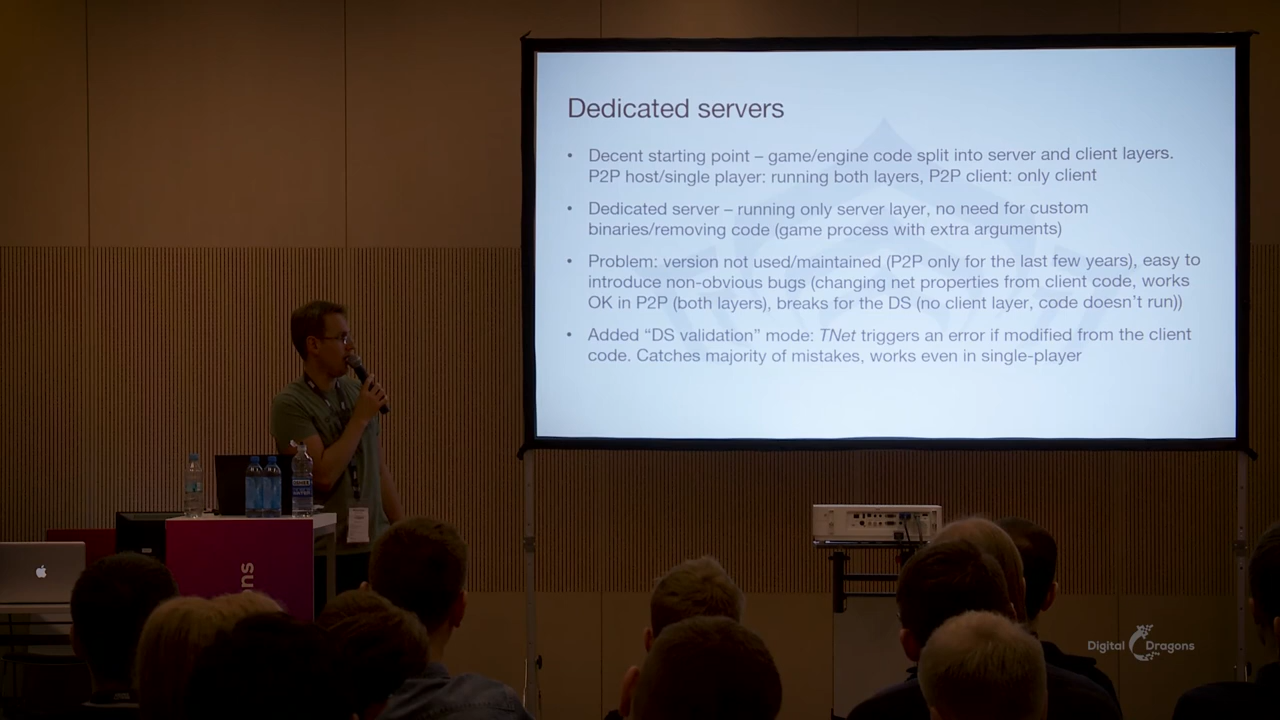 Dedicated servers
• Decent starting point – game/engine code split into server and client layers.
P2P host/single player: running both layers, P2P client: only client
• Dedicated server – running only server layer, no need for custom
binaries/removing code (game process with extra arguments)
• Problem: version not used/maintained (P2P only for the last few years), easy to
introduce non-obvious bugs (changing net properties from client code, works
OK in P2P (both layers), breaks for the DS (no client layer, code doesn't run))
• Added “DS validation” mode: TNet triggers an error if modified from the client
code. Catches majority of mistakes, works even in single-player
ns
Digital Dragons